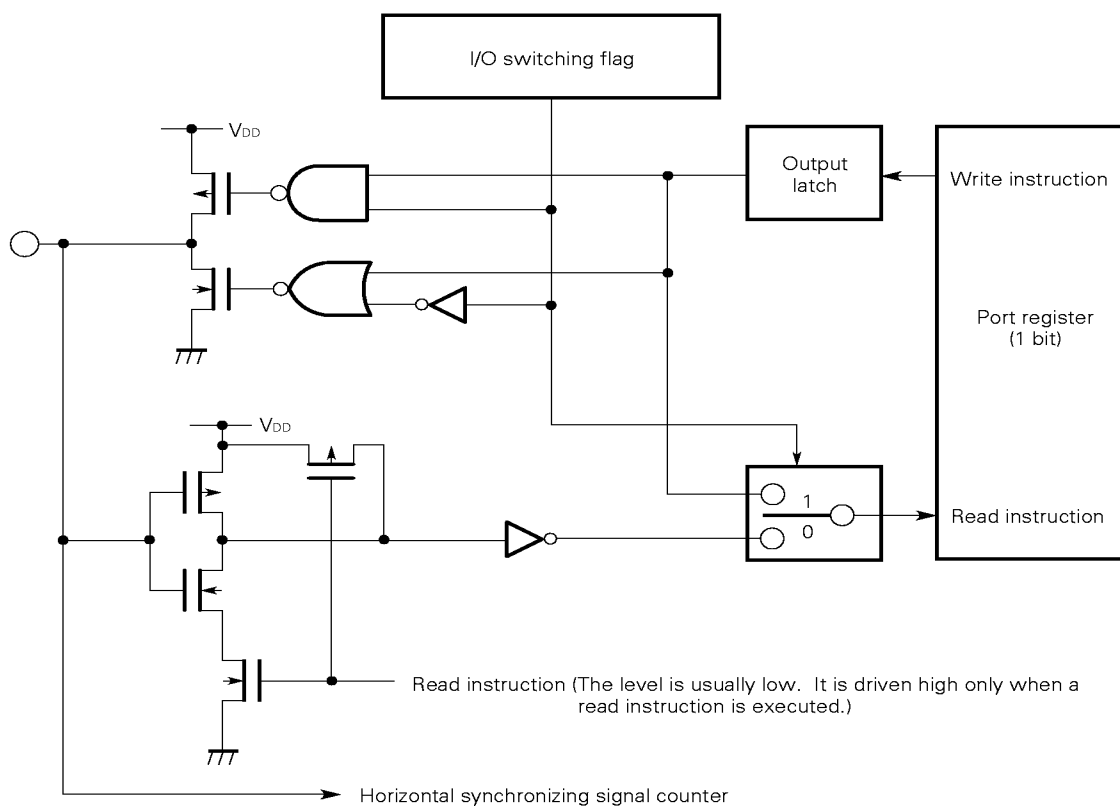 I/O switching flag
VDD
Output
latch
Write instruction
Port register
(1 bit)
VDD
1
0
Read instruction
Read instruction (The level is usually low. It is driven high only when a
read instruction is executed.)
Horizontal synchronizing signal counter